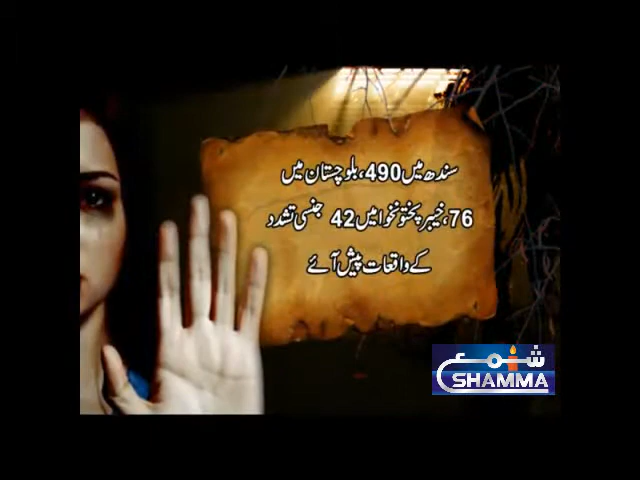 سندھ میں 490، بلوچستان میں
76، خیبر پختونخوا میں 42 جنسی تشدد
کے واقعات پیش آئے
شمع
SHAMMA